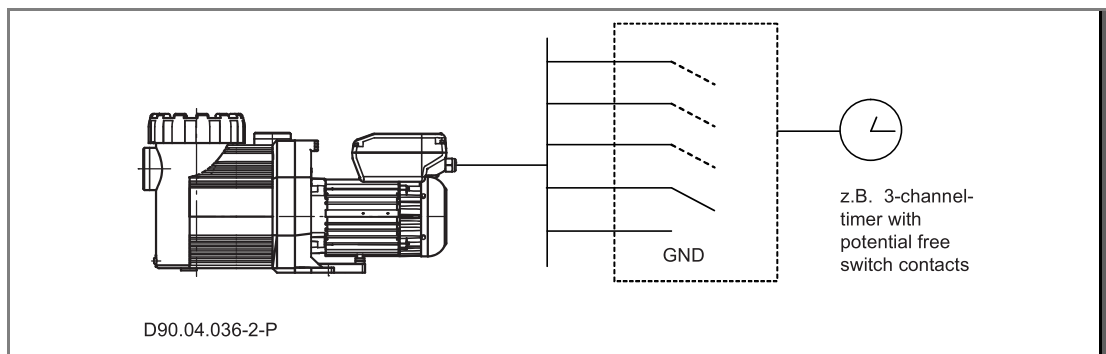 GND
z.B. 3-channel-
timer with
potential free
switch contacts
D90.04.036-2-P